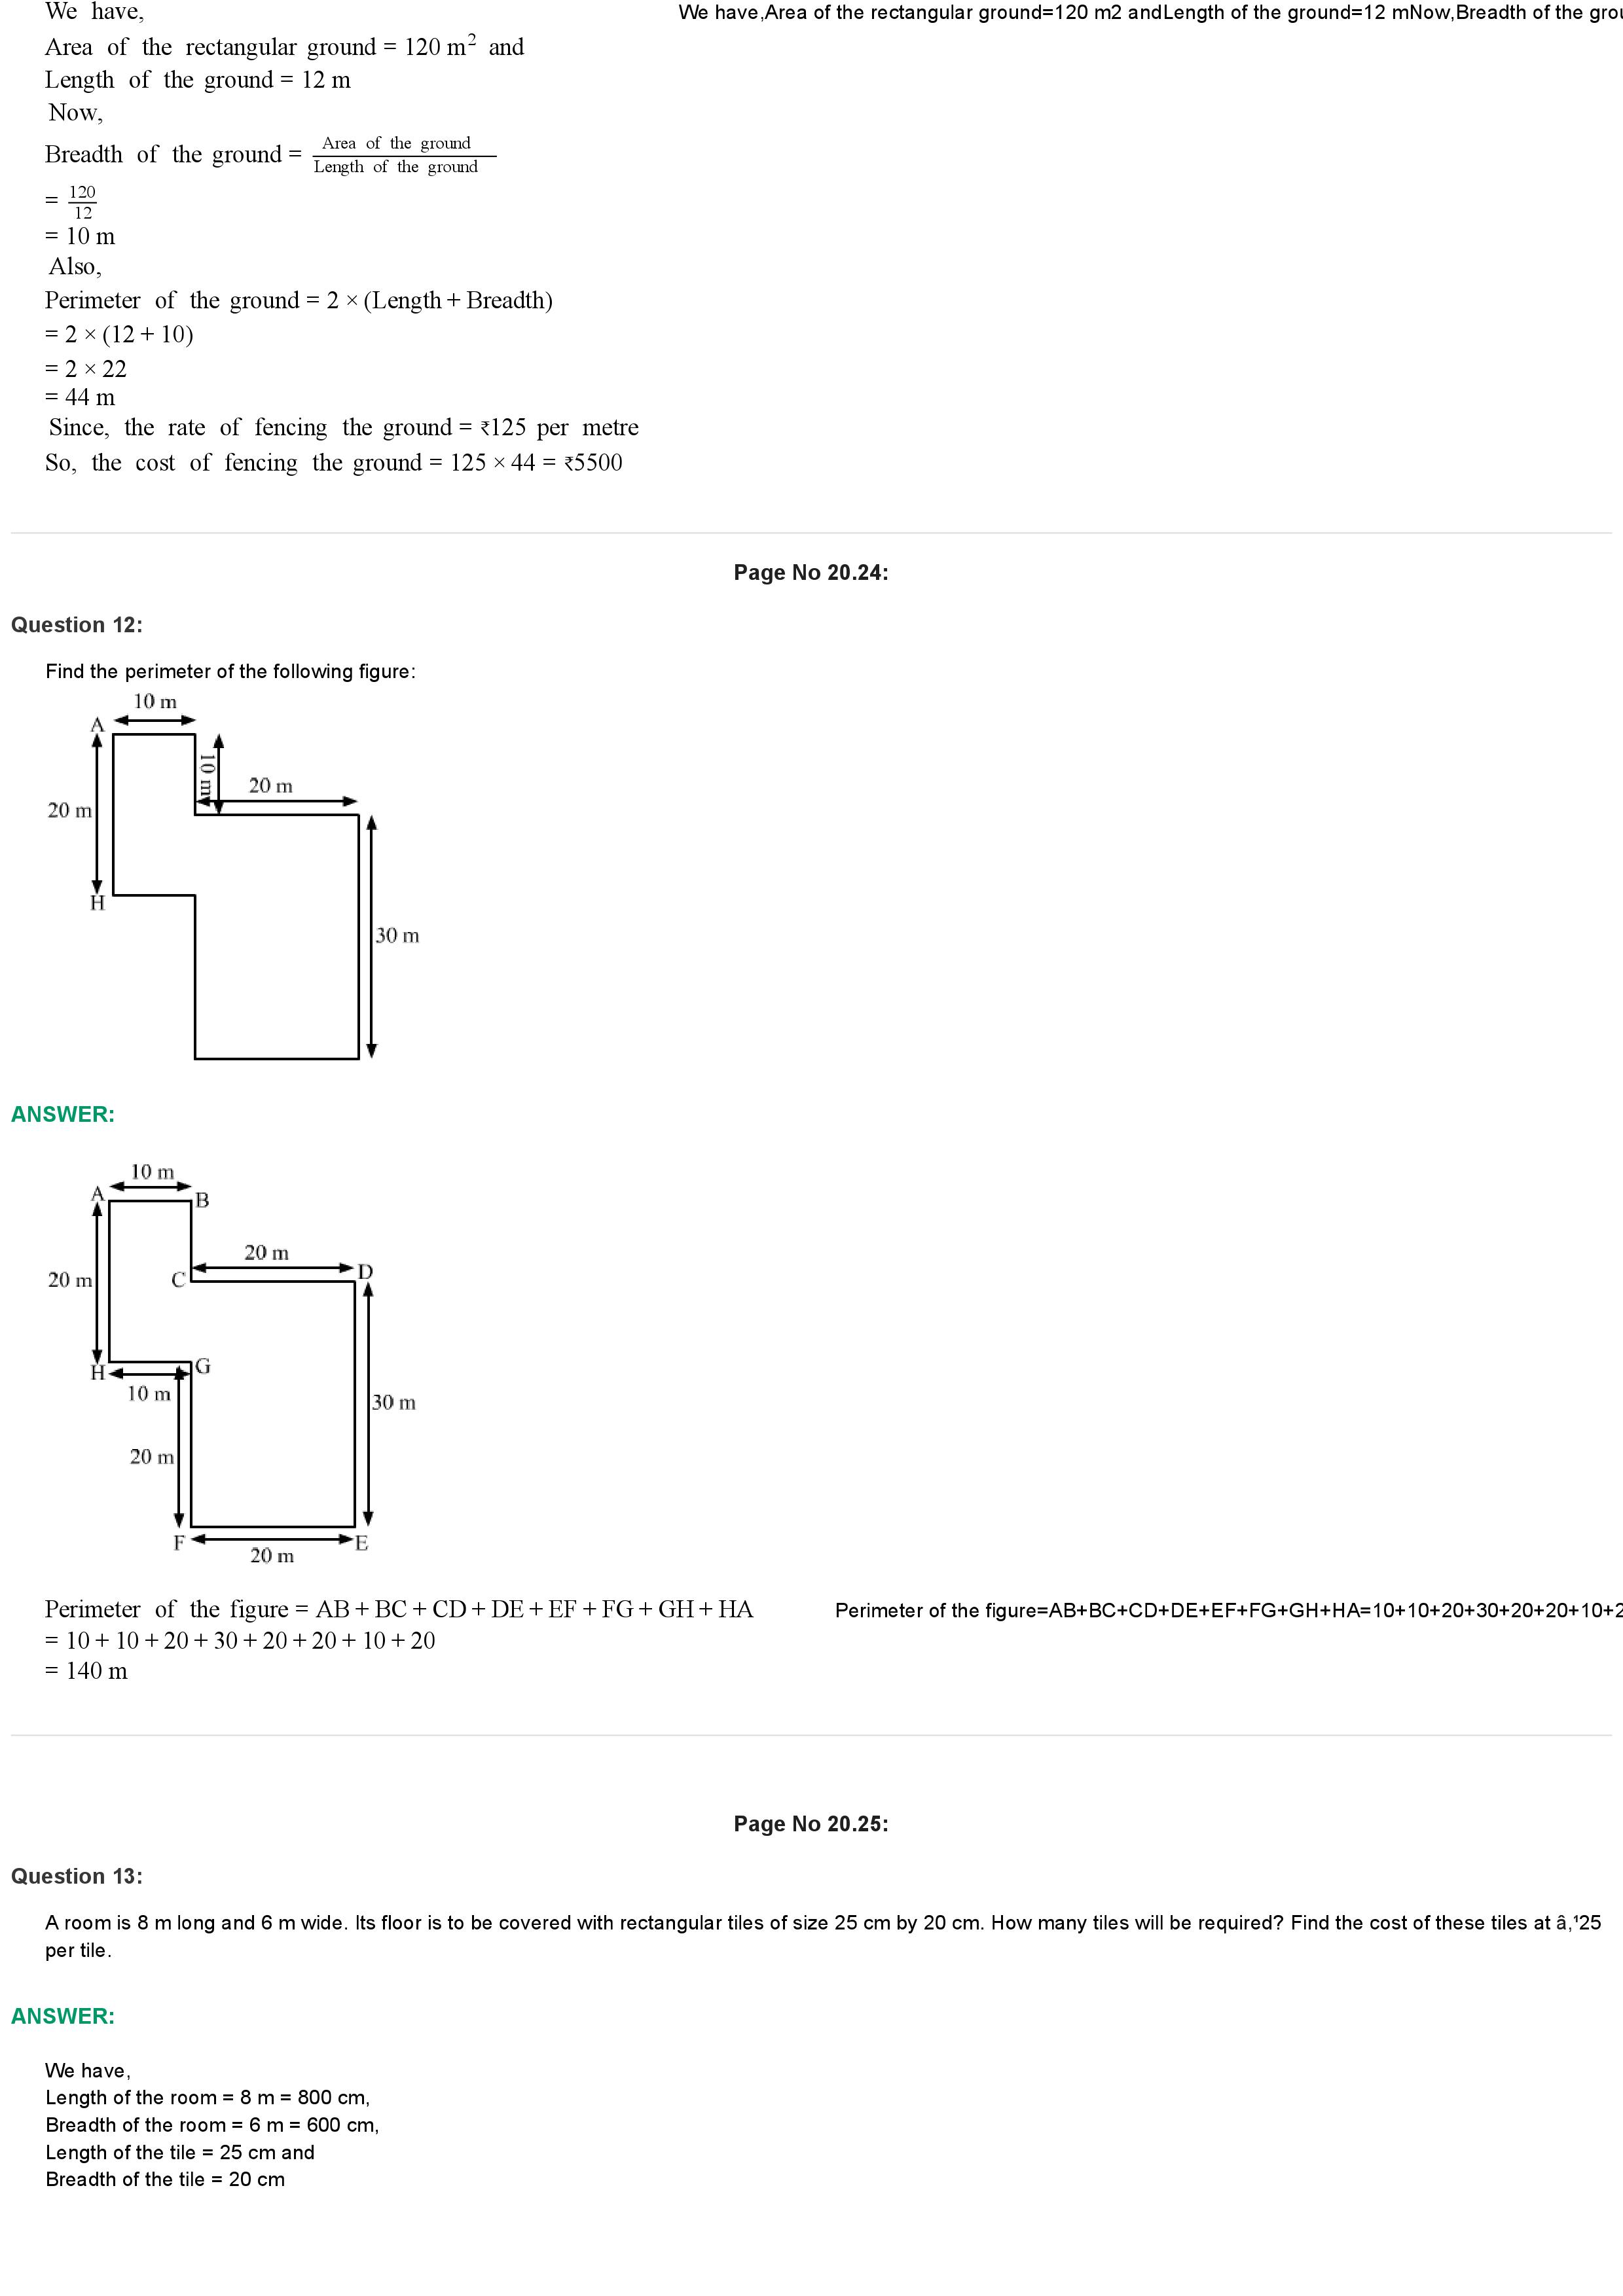 We have,
Area of the rectangular ground = 120 m² and
Length of the ground = 12 m
Now,
Breadth of the ground = Area of the ground / Length of the ground
= 120/12
= 10 m
Also,
Perimeter of the ground = 2 × (Length + Breadth)
= 2 × (12 + 10)
= 2 × 22
= 44 m
Since, the rate of fencing the ground = ₹125 per metre
So, the cost of fencing the ground = 125 × 44 = ₹5500
We have,Area of the rectangular ground=120 m2 andLength of the ground=12 mNow,Breadth of the
Page No 20.24:
Question 12:
Find the perimeter of the following figure:
10 m
A
10 m
20 m
20 m
H
30 m
ANSWER:
10 m
A
B
20 m
D
20 m
C
H
G
10 m
30 m
20 m
F
E
20 m
Perimeter of the figure = AB + BC + CD + DE + EF + FG + GH + HA
= 10 + 10 + 20 + 30 + 20 + 20 + 10 + 20
= 140 m
Perimeter of the figure=AB+BC+CD+DE+EF+FG+GH+HA=10+10+20+30+20+20+10+2
Page No 20.25:
Question 13:
A room is 8 m long and 6 m wide. Its floor is to be covered with rectangular tiles of size 25 cm by 20 cm. How many tiles will be required? Find the cost of these tiles at â‚¹25
per tile.
ANSWER:
We have,
Length of the room = 8 m = 800 cm,
Breadth of the room = 6 m = 600 cm,
Length of the tile = 25 cm and
Breadth of the tile = 20 cm